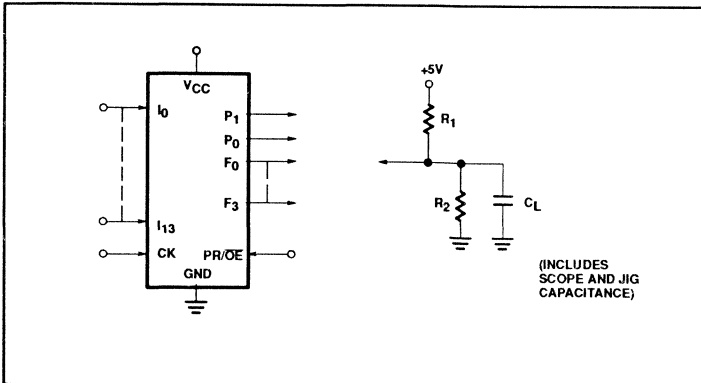 VCC
I0
P1
P0
F0
F3
I13
CK
PR/OE
GND
+5V
R1
R2
CL
(INCLUDES
SCOPE AND JIG
CAPACITANCE)